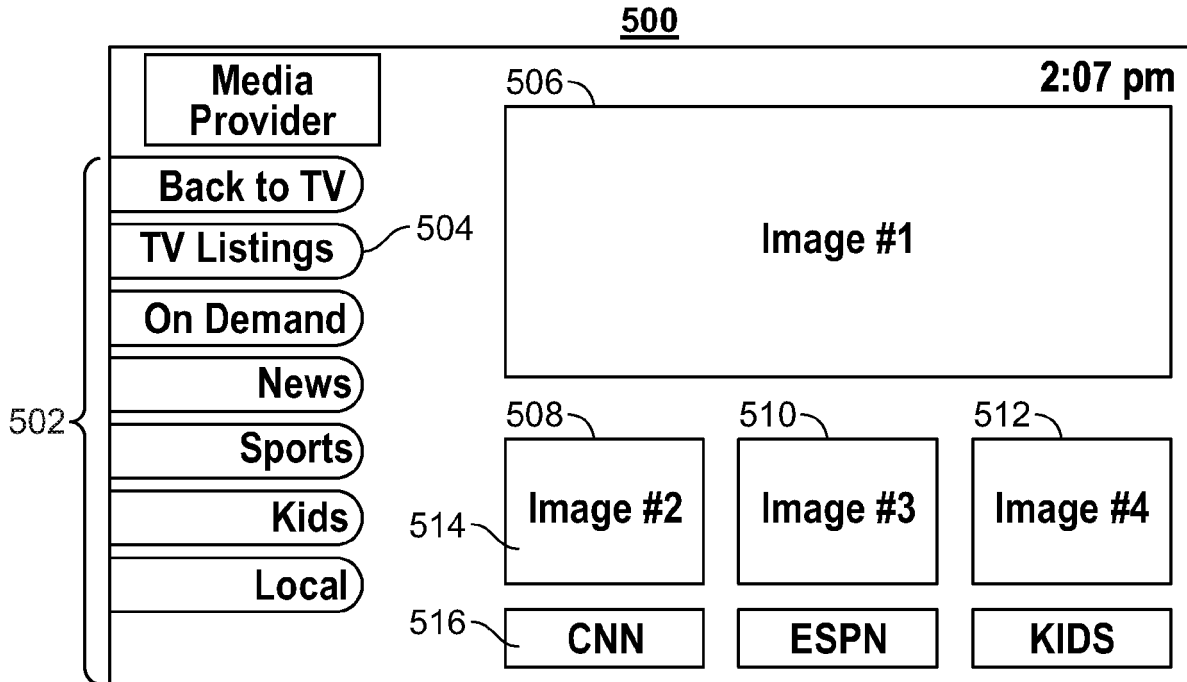 500
Media
Provider
2:07 pm
506
Back to TV
TV Listings
504
Image #1
On Demand
News
502
508
510
512
Sports
Image #2
Image #3
Image #4
Kids
514
Local
516
CNN
ESPN
KIDS